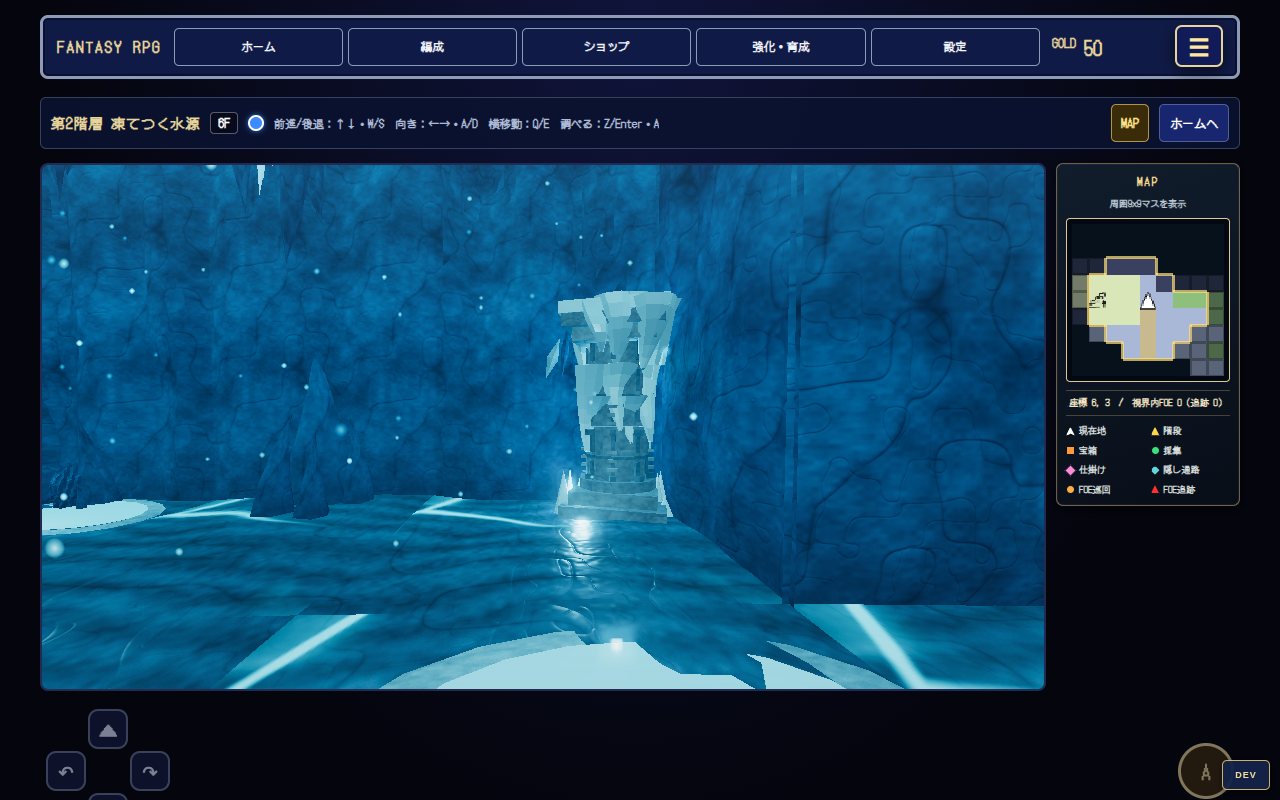 FANTASY RPG
ホーム
編成
ショップ
強化・育成
設定
GOLD 50
第2階層 凍てつく水源
6F
前進/後退：↑↓・W/S 向き：←→・A/D 横移動：Q/E 調べる：Z/Enter・A
MAP
ホームへ
MAP
周囲9x9マスを表示
座標 6, 3 / 視界内FOE 0（追跡 0）
現在地
階段
宝箱
採集
仕掛け
隠し通路
FOE巡回
FOE追跡
A
DEV